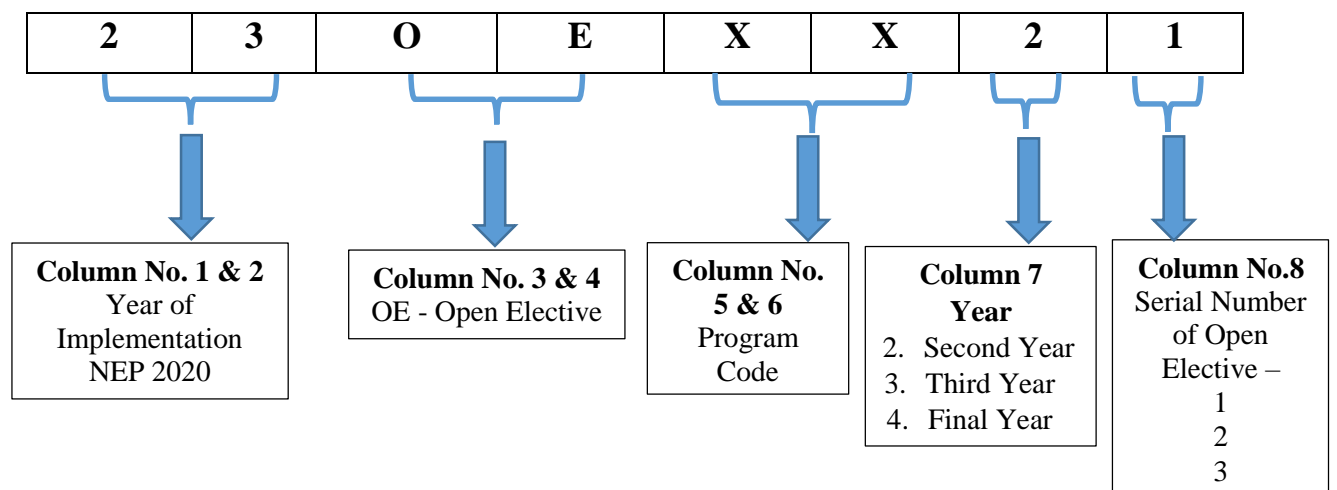 2 3 O E X X 2 1
Column No. 1 & 2
Year of
Implementation
NEP 2020
Column No. 3 & 4
OE - Open Elective
Column No.
5 & 6
Program
Code
Column 7
Year
2. Second Year
3. Third Year
4. Final Year
Column No.8
Serial Number
of Open
Elective –
1
2
3